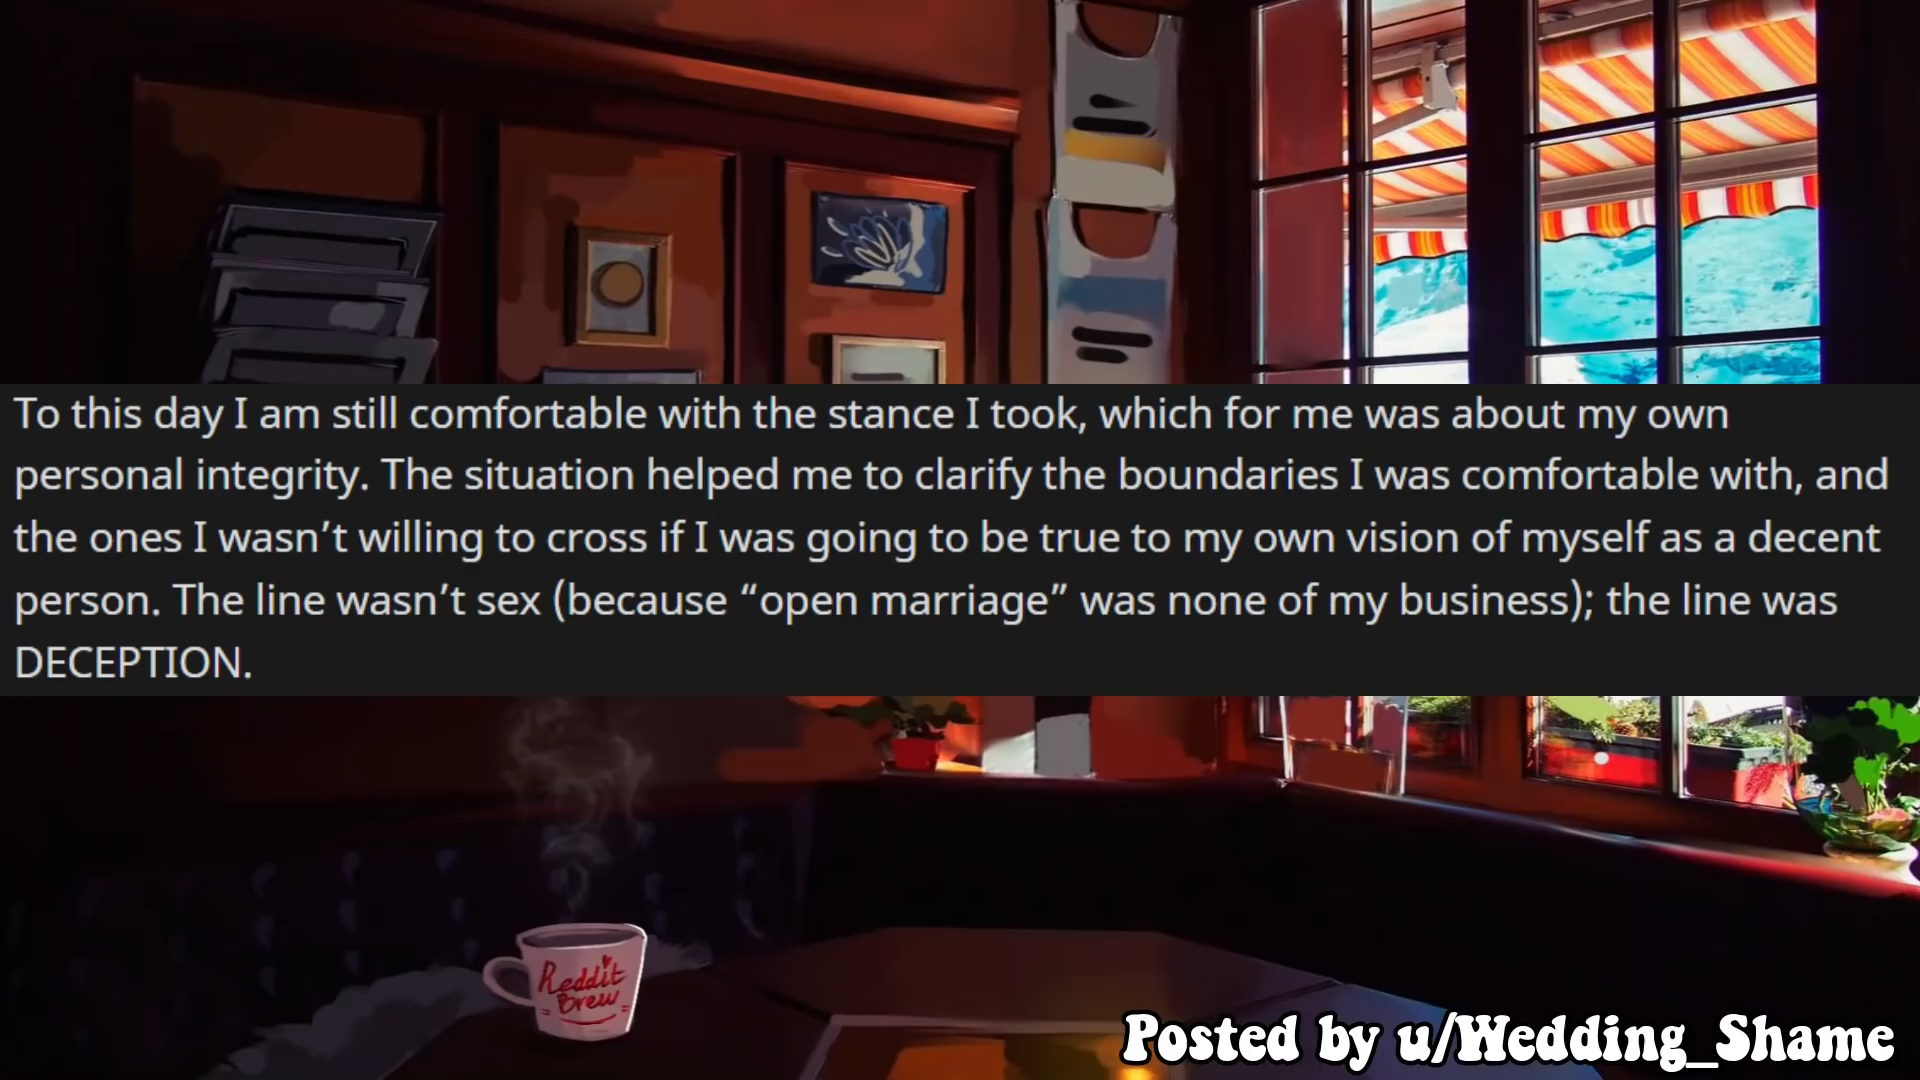 To this day I am still comfortable with the stance I took, which for me was about my own
personal integrity. The situation helped me to clarify the boundaries I was comfortable with, and
the ones I wasn’t willing to cross if I was going to be true to my own vision of myself as a decent
person. The line wasn’t sex (because “open marriage” was none of my business); the line was
DECEPTION.
Reddit
Brew
Posted by u/Wedding_Shame